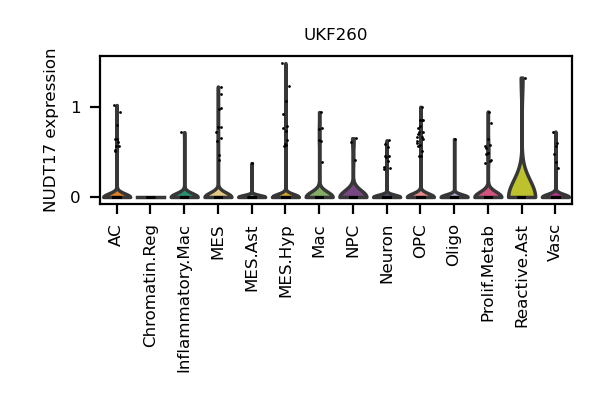 UKF260
NUDT17 expression
1
0
AC
Chromatin.Reg
Inflammatory.Mac
MES
MES.Ast
MES.Hyp
Mac
NPC
Neuron
OPC
Oligo
Prolif.Metab
Reactive.Ast
Vasc